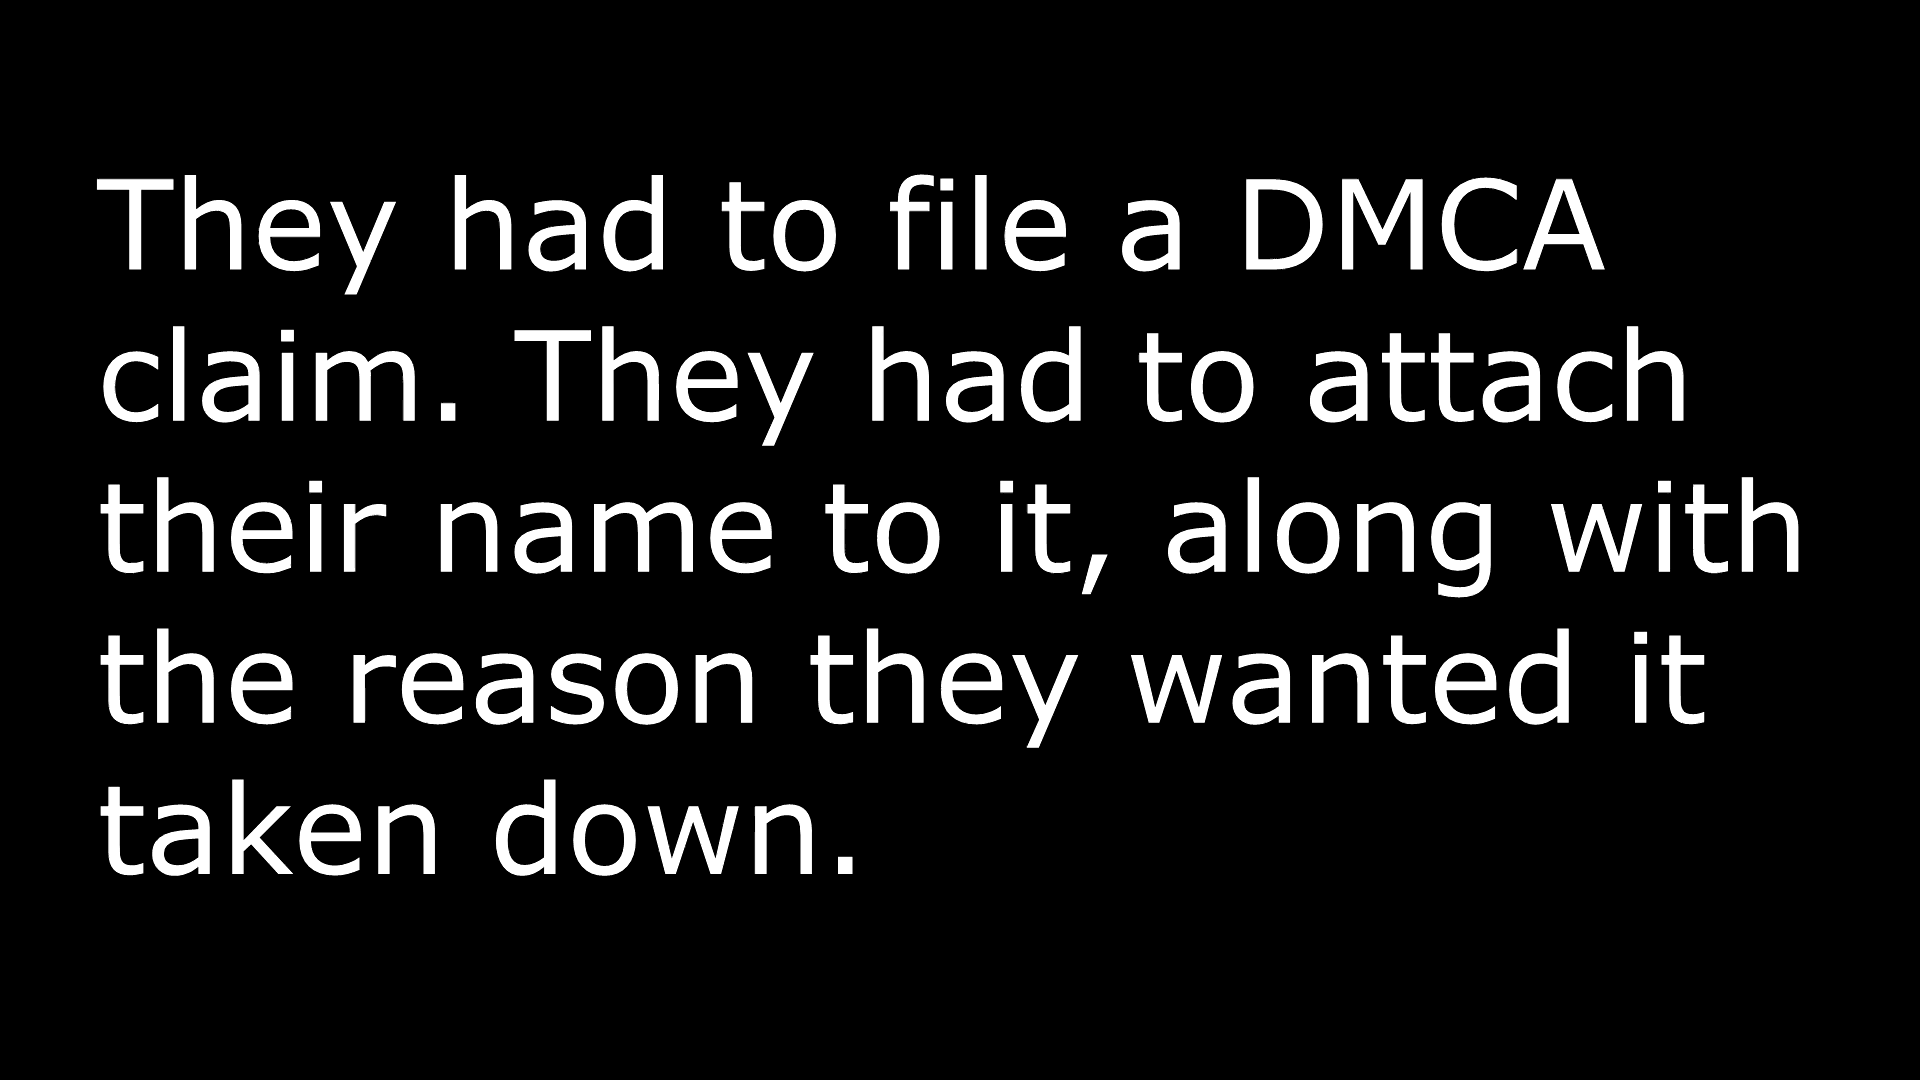 They had to file a DMCA
claim. They had to attach
their name to it, along with
the reason they wanted it
taken down.